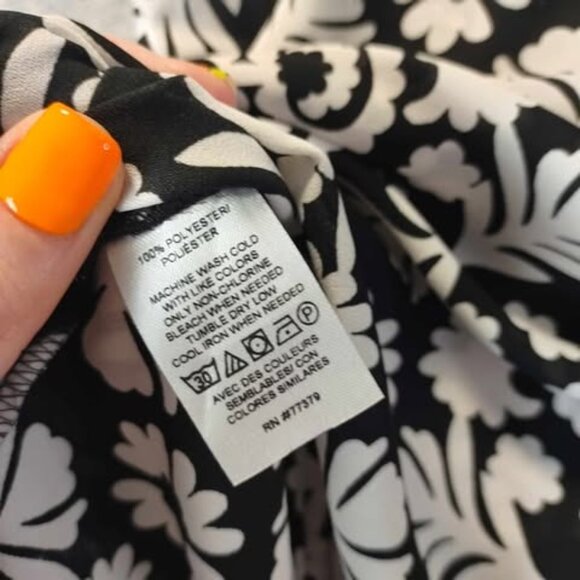 100% POLYESTER/
POLIÉSTER
MACHINE WASH COLD
WITH LIKE COLORS
ONLY NON-CHLORINE
BLEACH WHEN NEEDED
TUMBLE DRY LOW
COOL IRON WHEN NEEDED
30 P
AVEC DES COULEURS
SEMBLABLES/ CON
COLORES SIMILARES
RN #77379